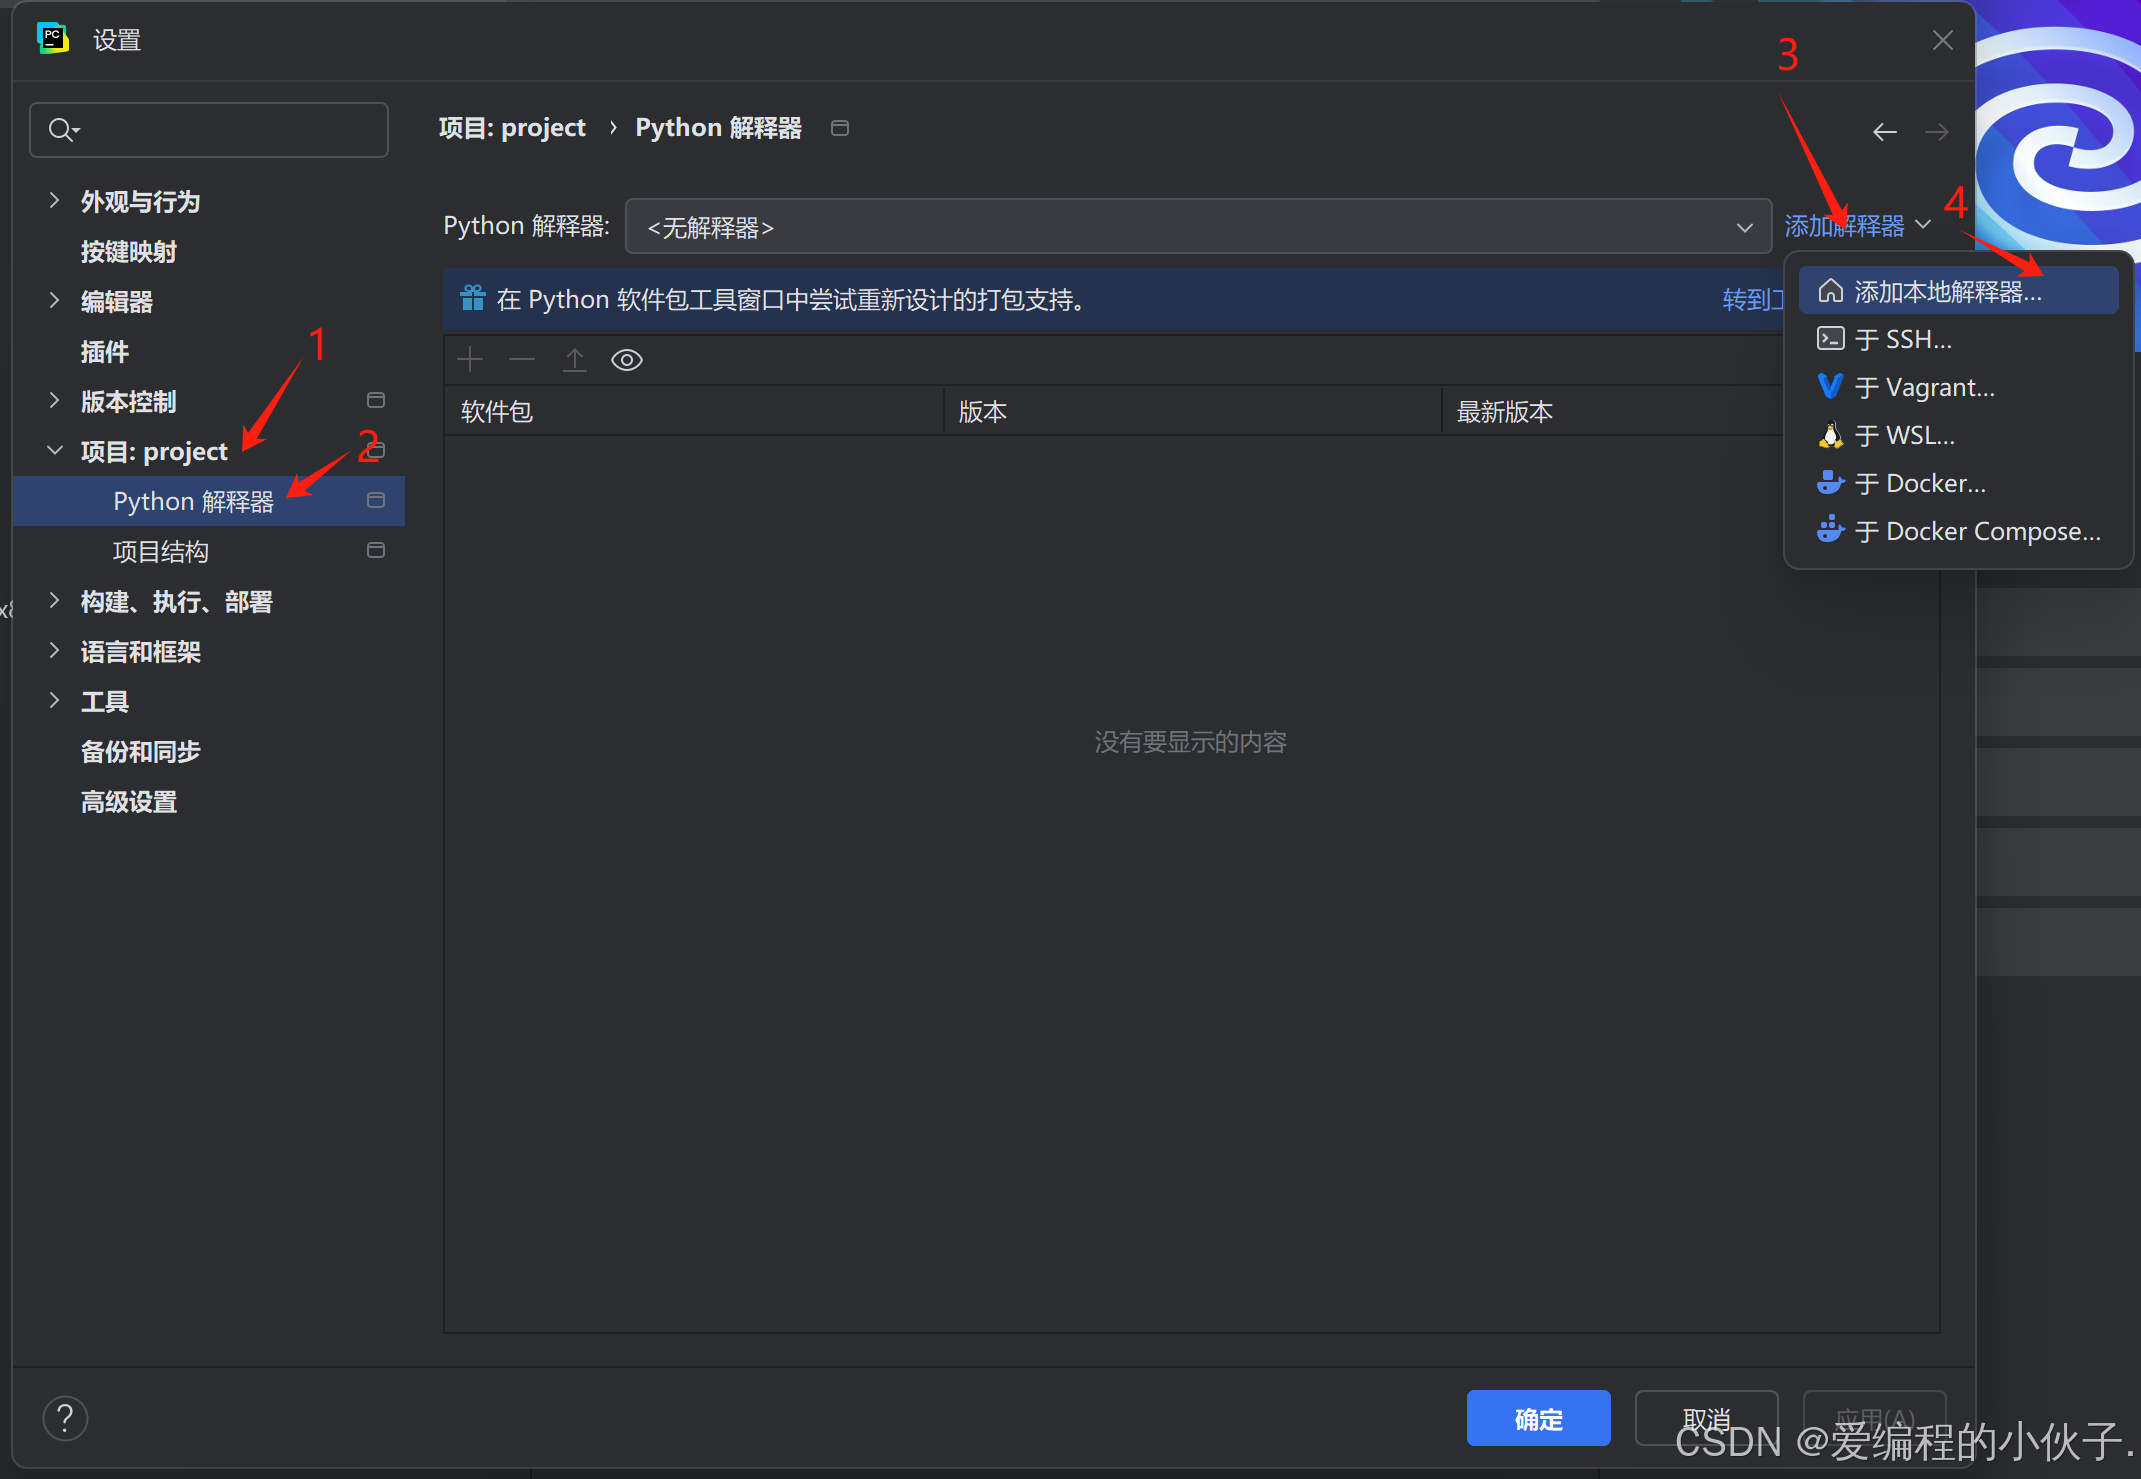 设置
3
项目: project › Python 解释器
外观与行为
按键映射
编辑器
插件
版本控制
项目: project
Python 解释器
项目结构
构建、执行、部署
语言和框架
工具
备份和同步
高级设置
1
2
Python 解释器:
<无解释器>
添加解释器
4
在 Python 软件包工具窗口中尝试重新设计的打包支持。
转到工
添加本地解释器...
于 SSH...
于 Vagrant...
于 WSL...
于 Docker...
于 Docker Compose...
软件包
版本
最新版本
没有要显示的内容
?
确定
取消
应用(A)
CSDN @爱编程的小伙子.